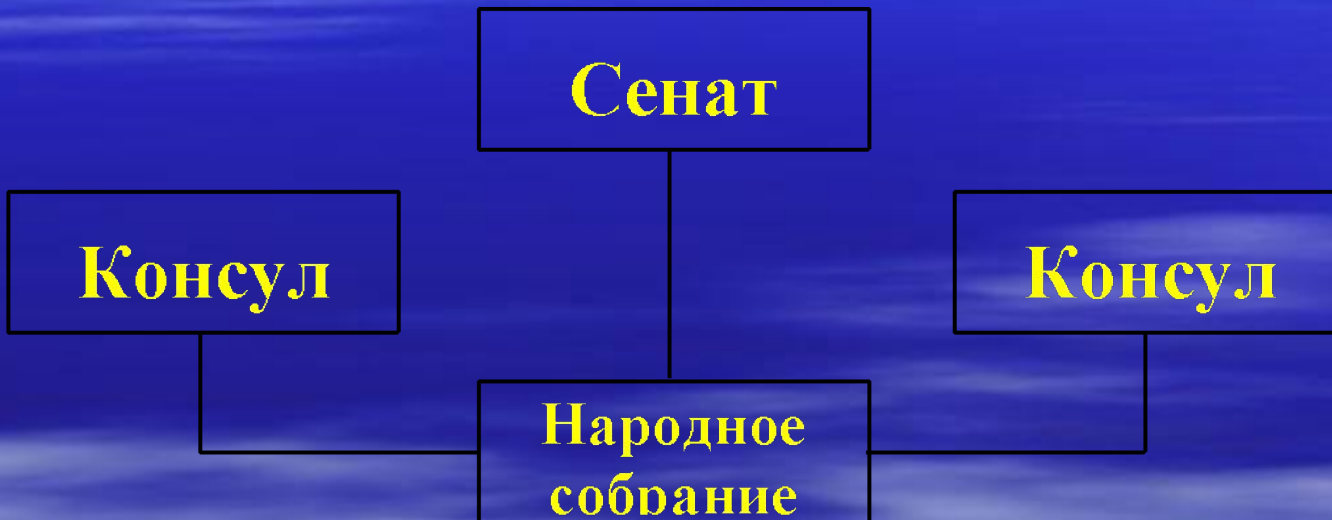 Сенат
Консул
Консул
Народное
собрание